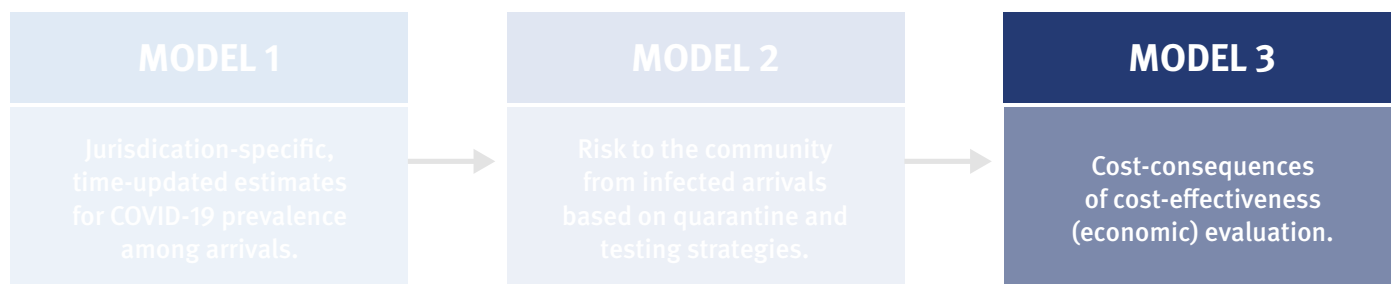 MODEL 1
Jurisdication-specific,
time-updated estimates
for COVID-19 prevalence
among arrivals.
MODEL 2
Risk to the community
from infected arrivals
based on quarantine and
testing strategies.
MODEL 3
Cost-consequences
of cost-effectiveness
(economic) evaluation.